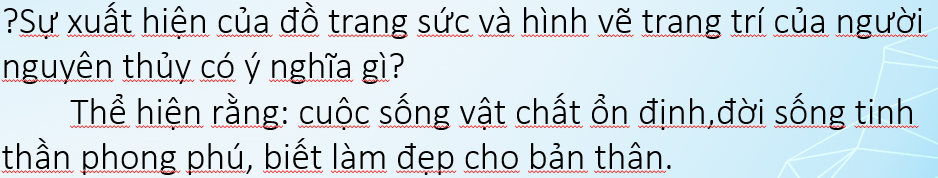 ?Sự xuất hiện của đồ trang sức và hình vẽ trang trí của người
nguyên thủy có ý nghĩa gì?
Thể hiện rằng: cuộc sống vật chất ổn định,đời sống tinh
thần phong phú, biết làm đẹp cho bản thân.